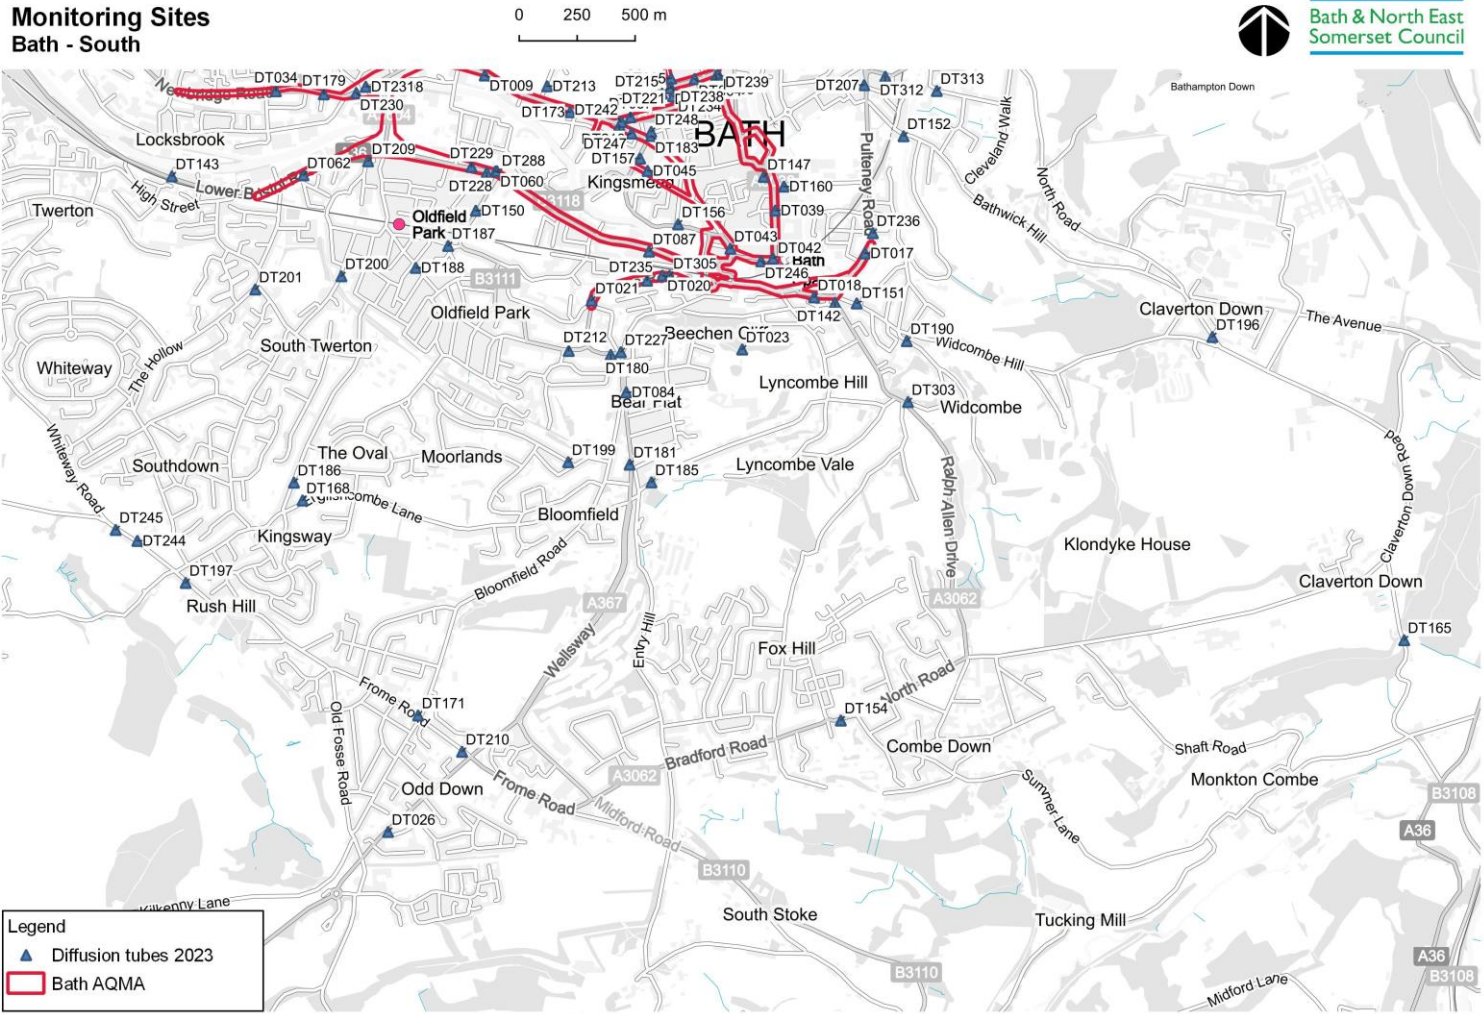 Monitoring Sites
Bath - South
0 250 500 m
Bath & North East
Somerset Council
Newbridge Road
DT034
DT179
DT2318
DT230
DT009
DT213
DT215
DT239
DT221
DT238
DT234
DT207
DT312
DT313
Bathampton Down
DT173
DT242
DT248
BATH
DT152
Cleveland Walk
Locksbrook
A36
DT209
DT247
DT183
DT157
DT143
DT062
DT229
DT288
DT045
DT147
Pulteney Road
Lower Bristol
DT228
DT060
Kingsmead
DT160
North Road
High Street
B3118
Twerton
Oldfield
Park
DT150
DT156
DT039
Bathwick Hill
DT236
DT187
DT087
DT043
DT042
DT017
Bath
DT201
DT200
DT188
B3111
DT235
DT305
DT246
DT021
DT020
DT018
DT151
Oldfield Park
DT142
Claverton Down
DT196
The Avenue
South Twerton
DT212
DT227
Beechen Cliff
DT023
DT190
Widcombe Hill
Whiteway
The Hollow
DT180
Lyncombe Hill
DT084
Bear Flat
DT303
Widcombe
Whiteway Road
The Oval
Moorlands
DT199
DT181
Southdown
DT186
DT185
Lyncombe Vale
Ralph Allen Drive
Claverton Down Road
DT168
Englishcombe Lane
DT245
DT244
Kingsway
Bloomfield
Klondyke House
DT197
Bloomfield Road
Claverton Down
Rush Hill
A367
A3062
Entry Hill
DT165
Wellsway
Fox Hill
Frome Road
North Road
DT171
DT154
Old Fosse Road
DT210
Combe Down
Shaft Road
Bradford Road
A3062
Monkton Combe
Odd Down
Frome Road
Summer Lane
B3108
Midford Road
DT026
A36
B3110
Kilkenny Lane
South Stoke
Tucking Mill
Legend
Diffusion tubes 2023
Bath AQMA
A36
B3110
B3108
Midford Lane